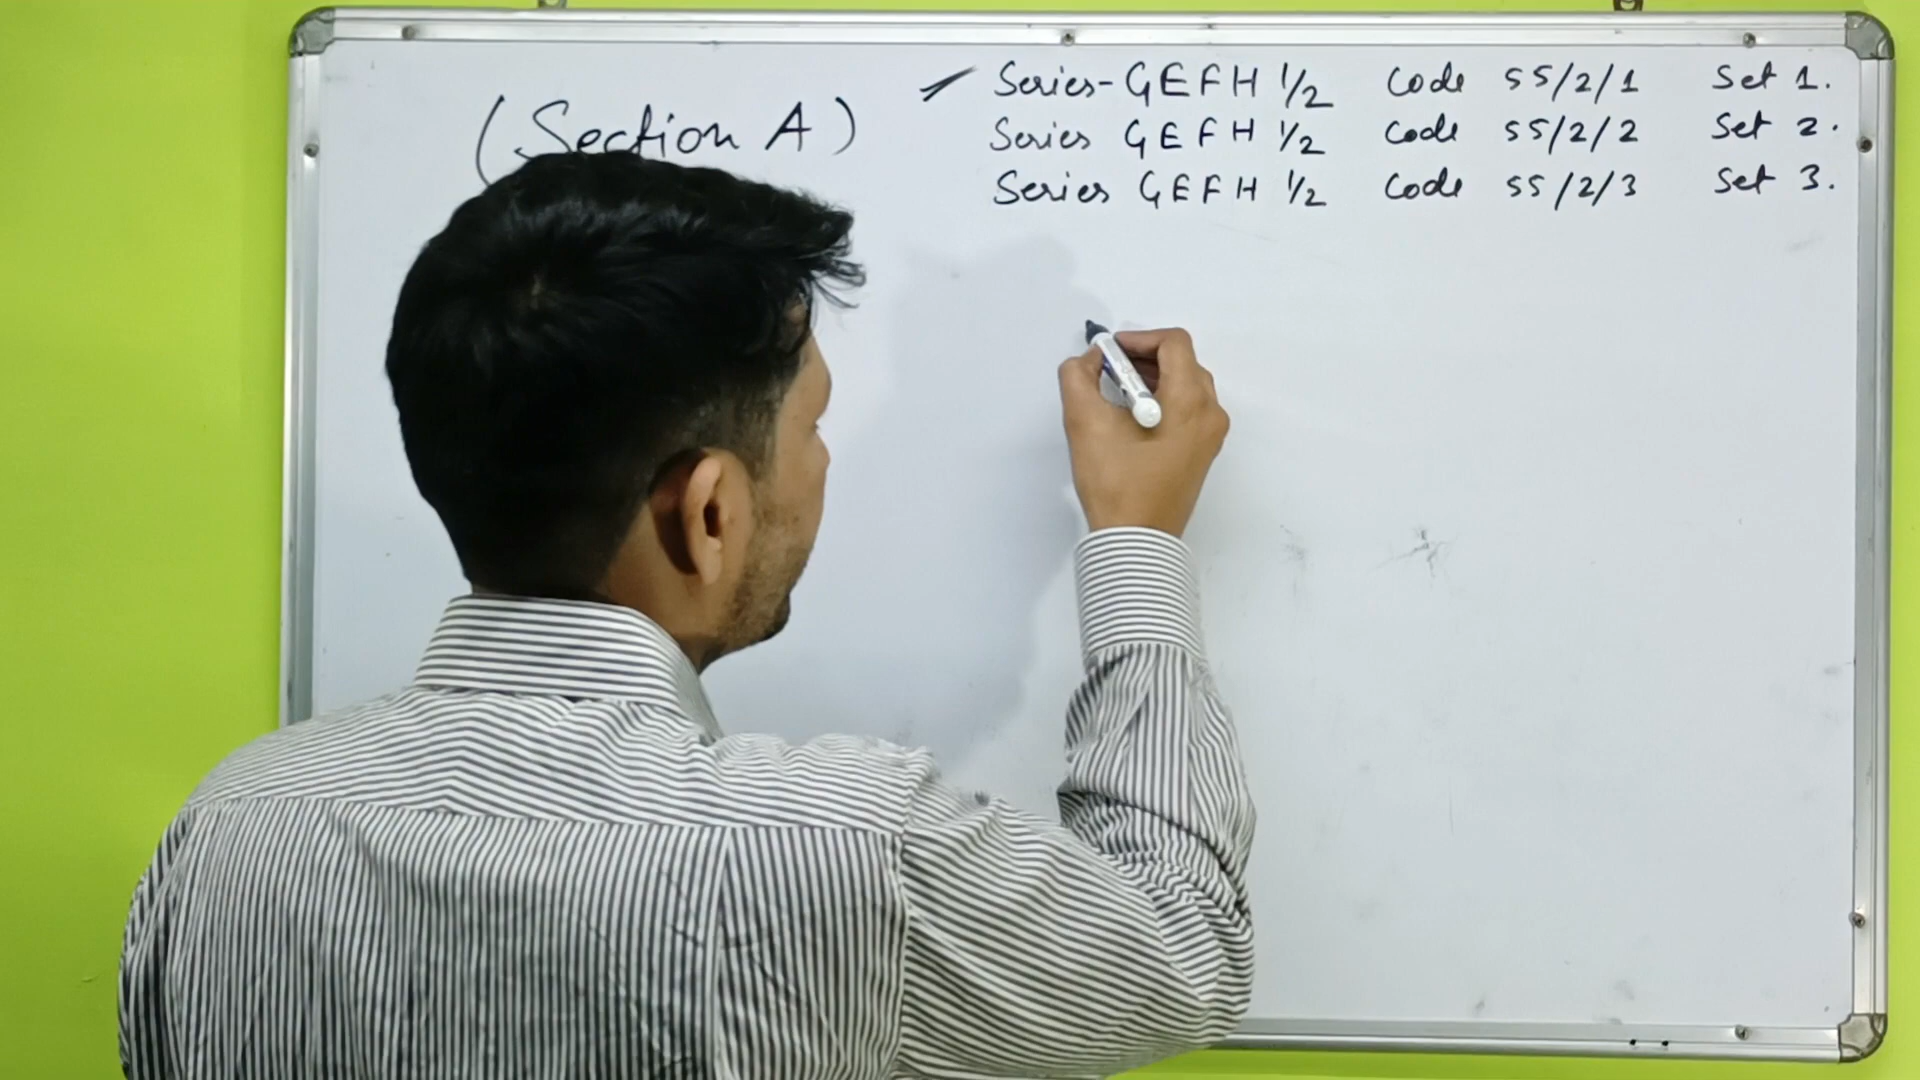 (Section A)
Series-GEFH 1/2 Code 55/2/1 Set 1.
Series GEFH 1/2 Code 55/2/2 Set 2.
Series GEFH 1/2 Code 55/2/3 Set 3.